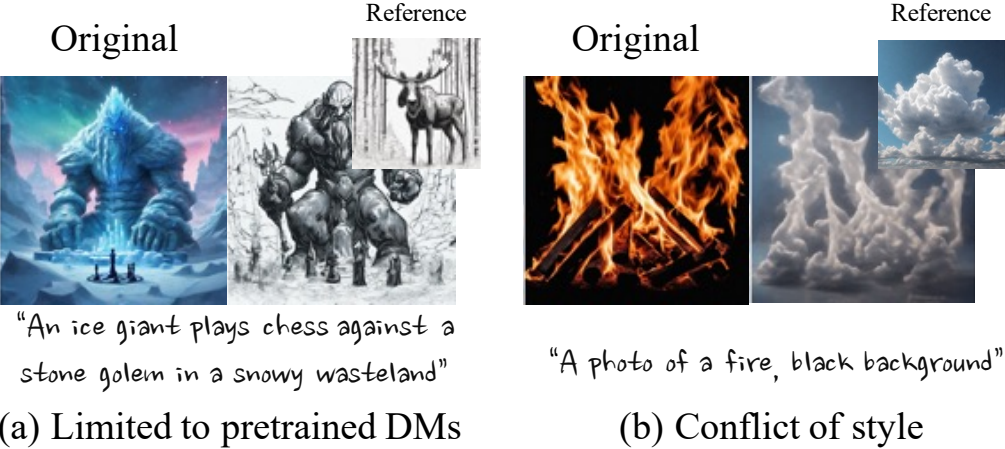 Original
Reference
Original
Reference
“An ice giant plays chess against a
stone golem in a snowy wasteland”
“A photo of a fire, black background”
(a) Limited to pretrained DMs
(b) Conflict of style